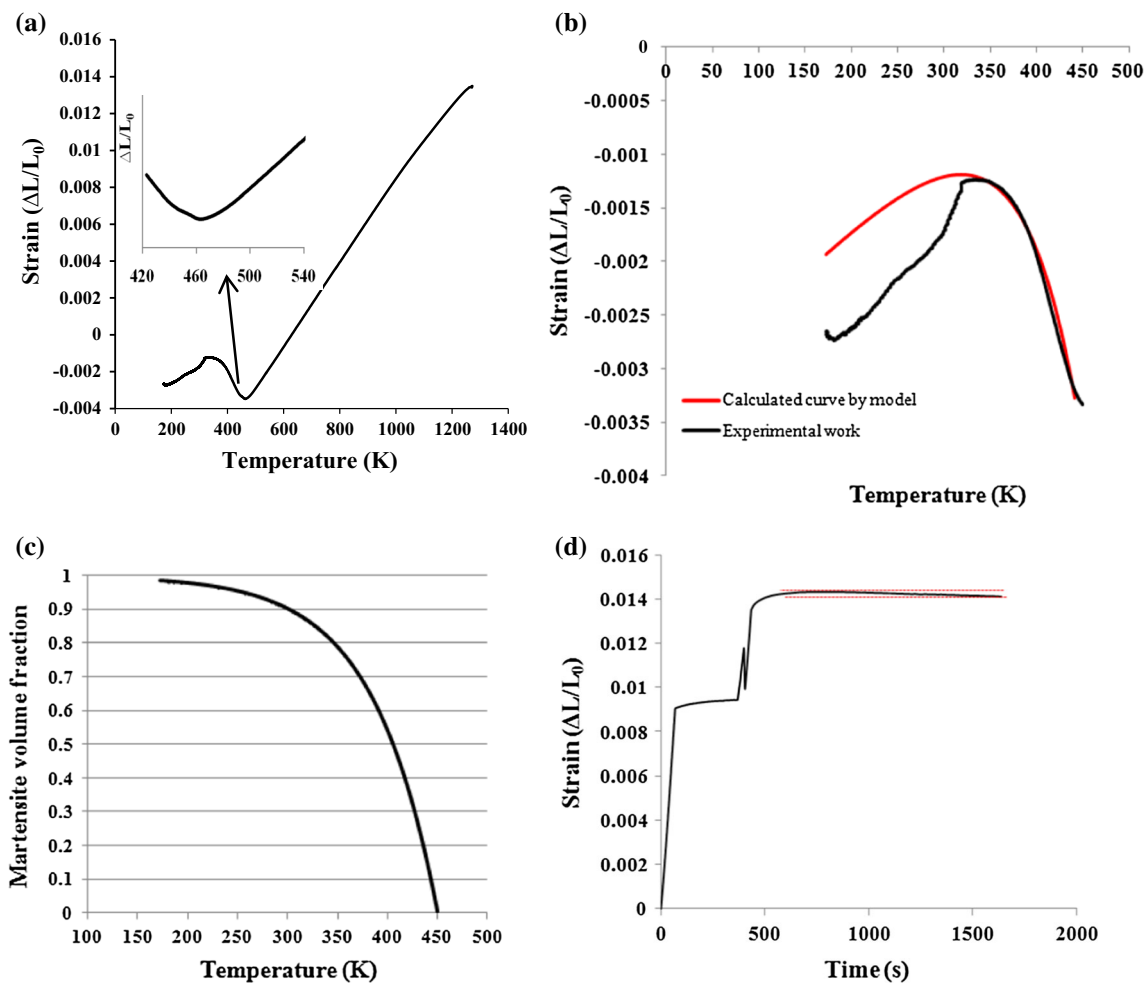 (a)
0.016
0.014
0.012
0.01
0.008
0.006
0.004
0.002
0
-0.002
-0.004
0 200 400 600 800 1000 1200 1400
Strain (ΔL/L0)
Temperature (K)
ΔL/L0
420 460 500 540
(b)
0
0 50 100 150 200 250 300 350 400 450 500
-0.0005
-0.001
-0.0015
-0.002
-0.0025
-0.003
-0.0035
-0.004
Strain (ΔL/L0)
Calculated curve by model
Experimental work
Temperature (K)
(c)
1
0.9
0.8
0.7
0.6
0.5
0.4
0.3
0.2
0.1
0
100 150 200 250 300 350 400 450 500
Martensite volume fraction
Temperature (K)
(d)
0.016
0.014
0.012
0.01
0.008
0.006
0.004
0.002
0
0 500 1000 1500 2000
Strain (ΔL/L0)
Time (s)